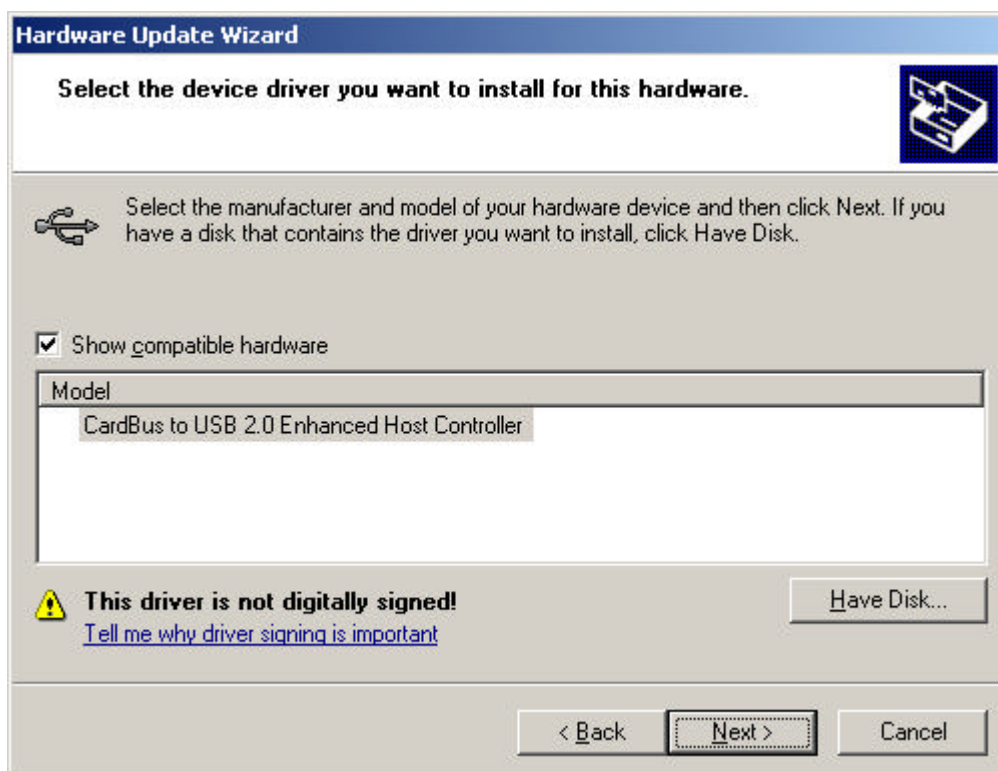 Hardware Update Wizard
Select the device driver you want to install for this hardware.
Select the manufacturer and model of your hardware device and then click Next. If you
have a disk that contains the driver you want to install, click Have Disk.
Show compatible hardware
Model
CardBus to USB 2.0 Enhanced Host Controller
This driver is not digitally signed!
Have Disk...
Tell me why driver signing is important
< Back
Next >
Cancel